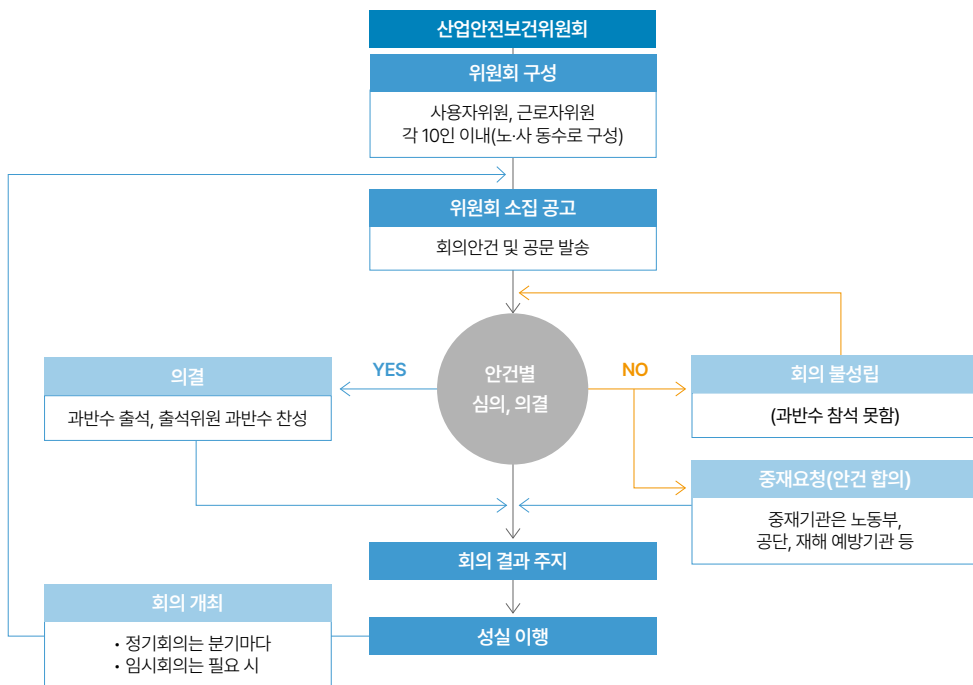 산업안전보건위원회
위원회 구성
사용자위원, 근로자위원
각 10인 이내(노·사 동수로 구성)
위원회 소집 공고
회의안건 및 공문 발송
안건별
심의, 의결
YES
NO
의결
과반수 출석, 출석위원 과반수 찬성
회의 불성립
(과반수 참석 못함)
중재요청(안건 합의)
중재기관은 노동부,
공단, 재해 예방기관 등
회의 결과 주지
성실 이행
회의 개최
• 정기회의는 분기마다
• 임시회의는 필요 시